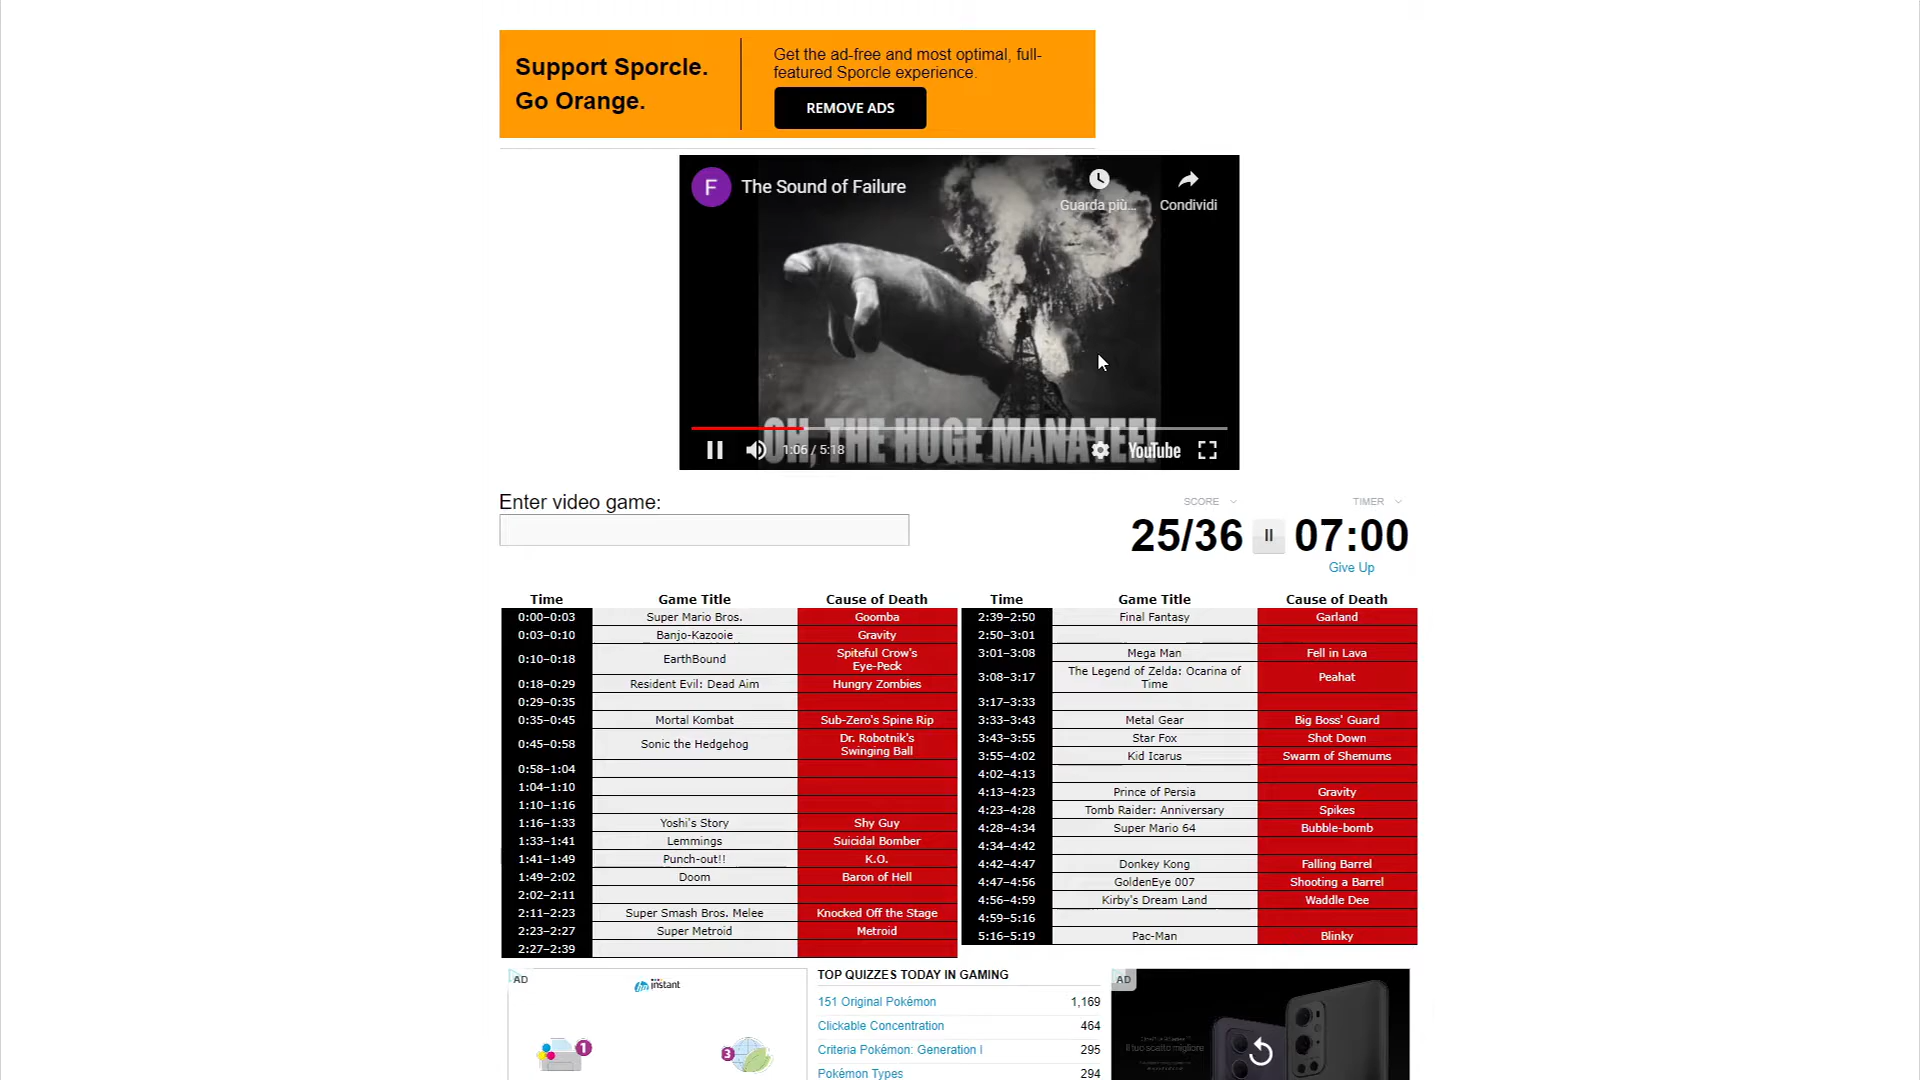 Support Sporcle.
Go Orange.
Get the ad-free and most optimal, full-
featured Sporcle experience.
REMOVE ADS
F
The Sound of Failure
Guarda più...
Condividi
OH, THE HUGE MANATEE!
1:06 / 5:18
YouTube
Enter video game:
SCORE
TIMER
25/36
07:00
Give Up
Time Game Title Cause of Death
0:00–0:03 Super Mario Bros. Goomba
0:03–0:10 Banjo-Kazooie Gravity
0:10–0:18 EarthBound Spiteful Crow's
Eye-Peck
0:18–0:29 Resident Evil: Dead Aim Hungry Zombies
0:29–0:35
0:35–0:45 Mortal Kombat Sub-Zero's Spine Rip
0:45–0:58 Sonic the Hedgehog Dr. Robotnik's
Swinging Ball
0:58–1:04
1:04–1:10
1:10–1:16
1:16–1:33 Yoshi's Story Shy Guy
1:33–1:41 Lemmings Suicidal Bomber
1:41–1:49 Punch-out!! K.O.
1:49–2:02 Doom Baron of Hell
2:02–2:11
2:11–2:23 Super Smash Bros. Melee Knocked Off the Stage
2:23–2:27 Super Metroid Metroid
2:27–2:39
Time Game Title Cause of Death
2:39–2:50 Final Fantasy Garland
2:50–3:01
3:01–3:08 Mega Man Fell in Lava
3:08–3:17 The Legend of Zelda: Ocarina of
Time Peahat
3:17–3:33
3:33–3:43 Metal Gear Big Boss' Guard
3:43–3:55 Star Fox Shot Down
3:55–4:02 Kid Icarus Swarm of Shemums
4:02–4:13
4:13–4:23 Prince of Persia Gravity
4:23–4:28 Tomb Raider: Anniversary Spikes
4:28–4:34 Super Mario 64 Bubble-bomb
4:34–4:42
4:42–4:47 Donkey Kong Falling Barrel
4:47–4:56 GoldenEye 007 Shooting a Barrel
4:56–4:59 Kirby's Dream Land Waddle Dee
4:59–5:16
5:16–5:19 Pac-Man Blinky
AD
hp instant
1
3
TOP QUIZZES TODAY IN GAMING
151 Original Pokémon 1,169
Clickable Concentration 464
Criteria Pokémon: Generation I 295
Pokémon Types 294
AD
Il tuo scatto migliore